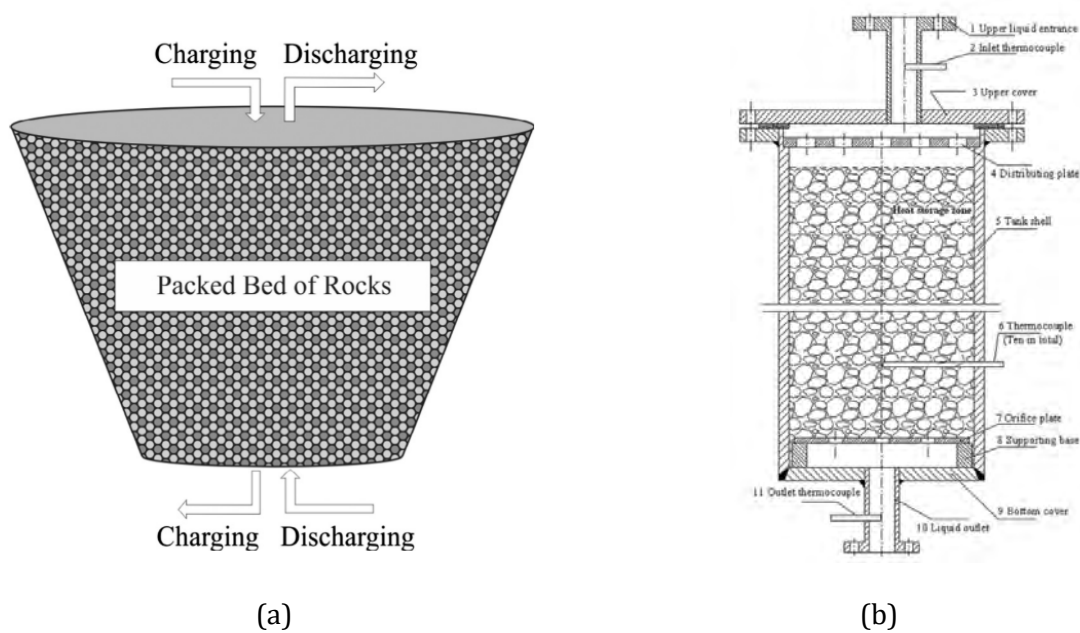 Charging Discharging
Packed Bed of Rocks
Charging Discharging
(a)
1 Upper liquid entrance
2 Inlet thermocouple
3 Upper cover
4 Distributing plate
Heat storage zone
5 Tank shell
6 Thermocouple
(Ten in total)
7 Orifice plate
8 Supporting base
11 Outlet thermocouple
9 Bottom cover
10 Liquid outlet
(b)